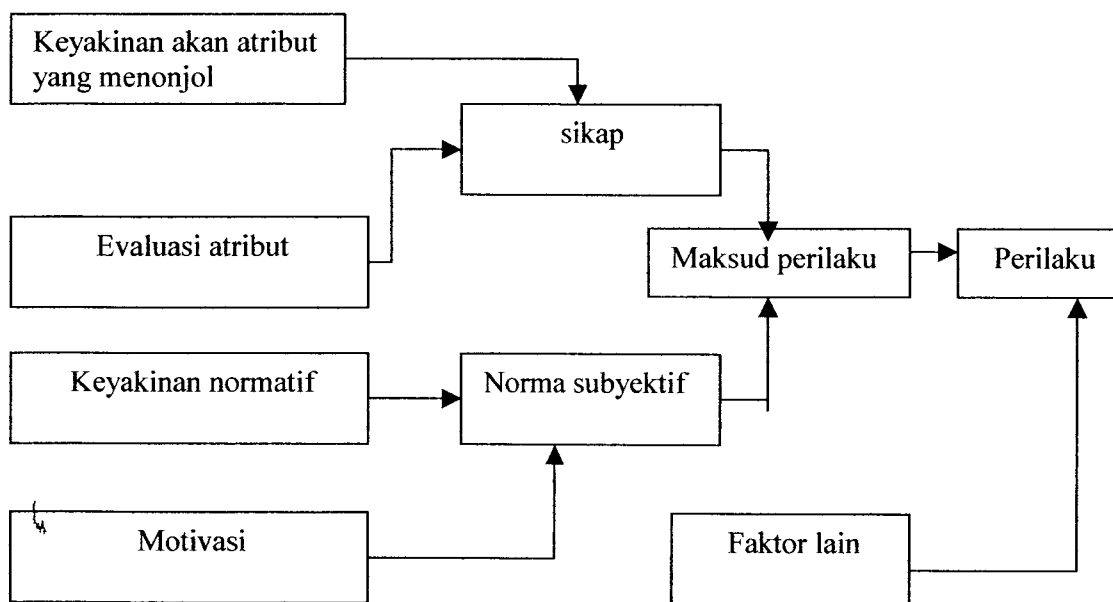 Keyakinan akan atribut
yang menonjol
sikap
Evaluasi atribut
Maksud perilaku
Perilaku
Keyakinan normatif
Norma subyektif
Motivasi
Faktor lain